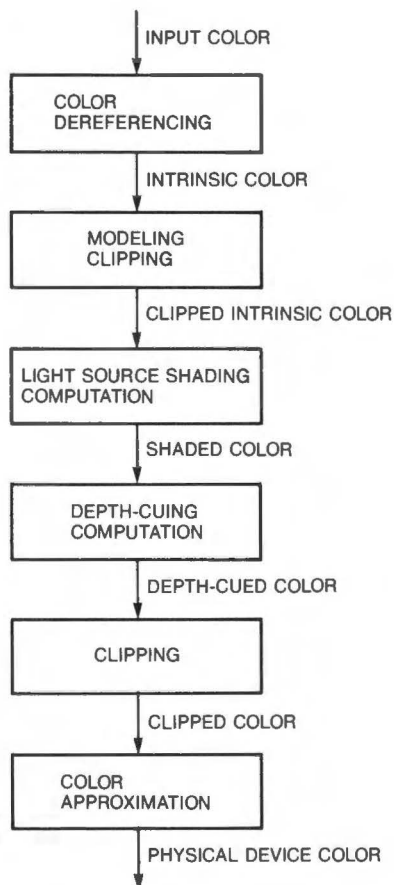 INPUT COLOR
COLOR
DEREFERENCING
INTRINSIC COLOR
MODELING
CLIPPING
CLIPPED INTRINSIC COLOR
LIGHT SOURCE SHADING
COMPUTATION
SHADED COLOR
DEPTH-CUING
COMPUTATION
DEPTH-CUED COLOR
CLIPPING
CLIPPED COLOR
COLOR
APPROXIMATION
PHYSICAL DEVICE COLOR